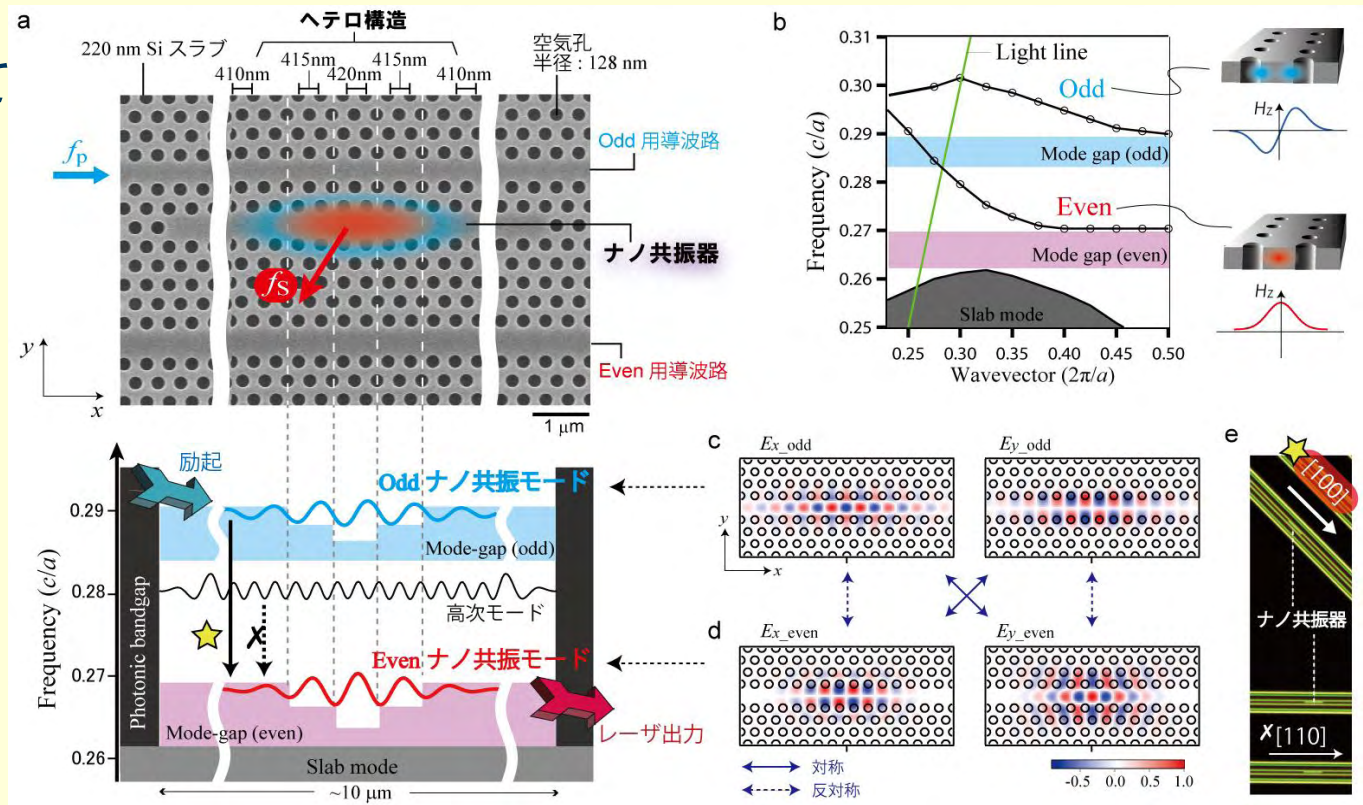 a
ヘテロ構造
220 nm Si スラブ
空気孔
半径 : 128 nm
415nm 415nm
410nm 420nm 410nm
fp
Odd 用導波路
ナノ共振器
fs
Even 用導波路
y
x
1 μm
励起
Odd ナノ共振モード
0.29
Mode-gap (odd)
0.28
高次モード
Frequency (c/a)
Photonic bandgap
✗
Even ナノ共振モード
0.27
Mode-gap (even)
レーザ出力
0.26
Slab mode
~10 μm
b
0.31
Light line
Odd
0.30
0.29
Mode gap (odd)
0.28
Frequency (c/a)
Even
0.27
Mode gap (even)
0.26
Slab mode
0.25
0.25 0.30 0.35 0.40 0.45 0.50
Wavevector (2π/a)
Hz
Hz
c
Ex_odd
Ey_odd
y
x
d
Ex_even
Ey_even
対称
反対称
-0.5 0.0 0.5 1.0
e
[100]
ナノ共振器
✗[110]